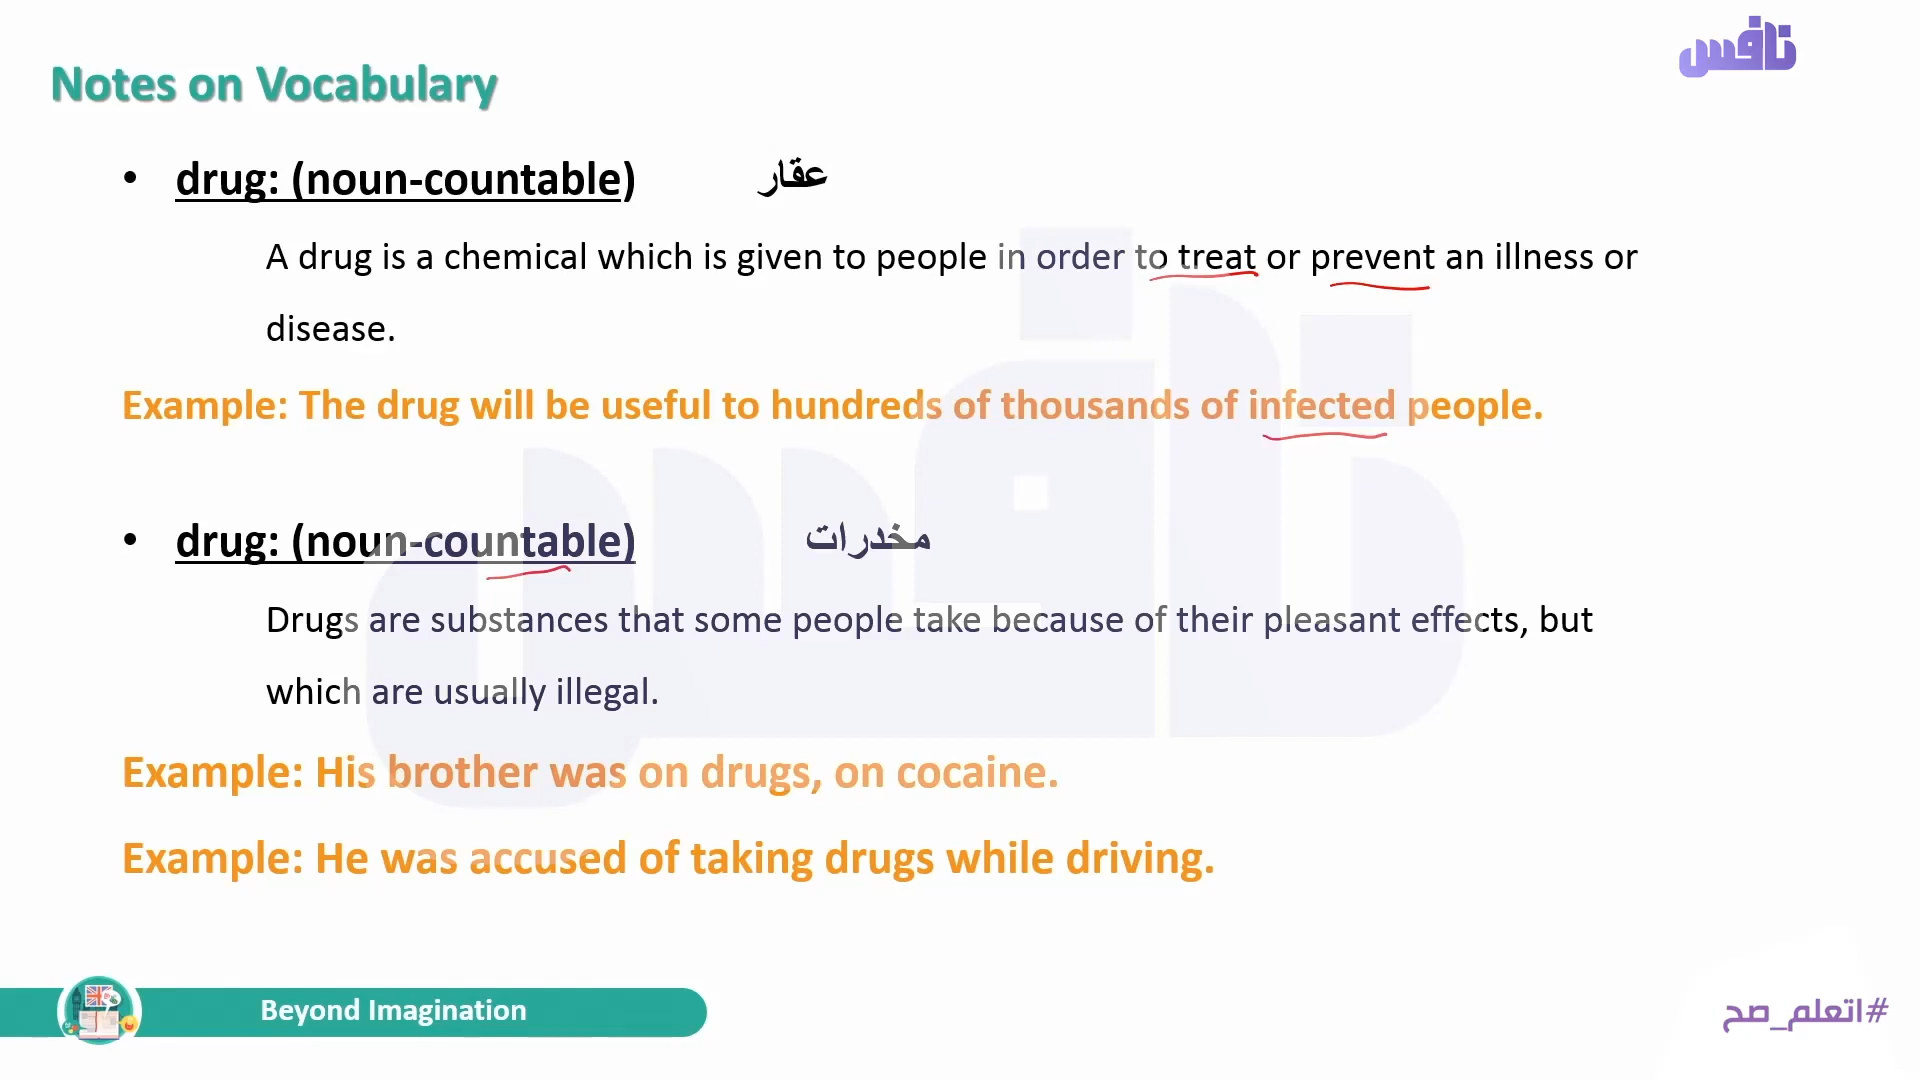 نافس
Notes on Vocabulary
• drug: (noun-countable) عقار
A drug is a chemical which is given to people in order to treat or prevent an illness or
disease.
Example: The drug will be useful to hundreds of thousands of infected people.
• drug: (noun-countable) مخدرات
Drugs are substances that some people take because of their pleasant effects, but
which are usually illegal.
Example: His brother was on drugs, on cocaine.
Example: He was accused of taking drugs while driving.
Beyond Imagination
#اتعلم_صح